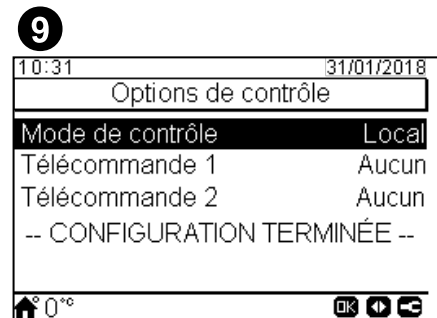 9
10:31 31/01/2018
Options de contrôle
Mode de contrôle Local
Télécommande 1 Aucun
Télécommande 2 Aucun
-- CONFIGURATION TERMINÉE --
0°c OK